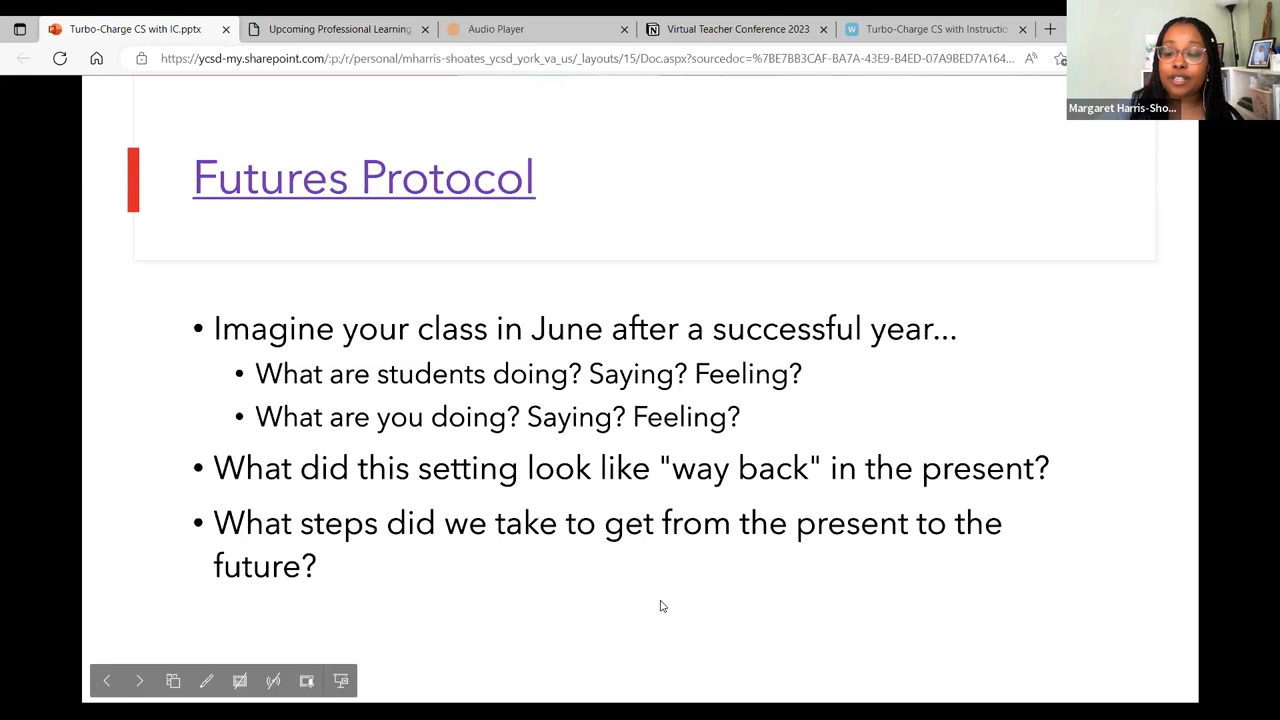 Turbo-Charge CS with IC.pptx
Upcoming Professional Learning
Audio Player
Virtual Teacher Conference 2023
Turbo-Charge CS with Instructio
https://ycsd-my.sharepoint.com/:p:/r/personal/mharris-shoates_ycsd_york_va_us/_layouts/15/Doc.aspx?sourcedoc=%7BE7BB3CAF-BA7A-43E9-B4ED-07A9BED7A164...
Margaret Harris-Sho...
Futures Protocol
• Imagine your class in June after a successful year...
• What are students doing? Saying? Feeling?
• What are you doing? Saying? Feeling?
• What did this setting look like "way back" in the present?
• What steps did we take to get from the present to the
future?